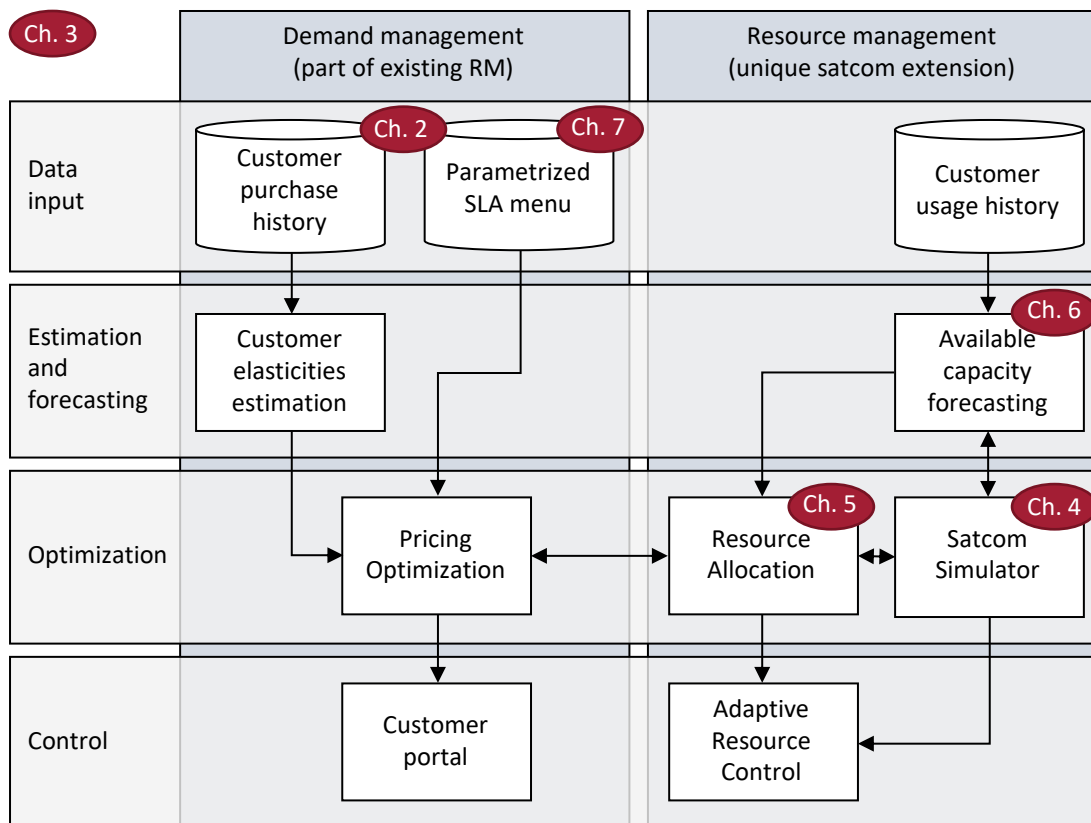 Ch. 3
Demand management
(part of existing RM)
Resource management
(unique satcom extension)
Data
input
Ch. 2
Customer
purchase
history
Ch. 7
Parametrized
SLA menu
Customer
usage history
Estimation
and
forecasting
Customer
elasticities
estimation
Ch. 6
Available
capacity
forecasting
Optimization
Pricing
Optimization
Ch. 5
Resource
Allocation
Ch. 4
Satcom
Simulator
Control
Customer
portal
Adaptive
Resource
Control